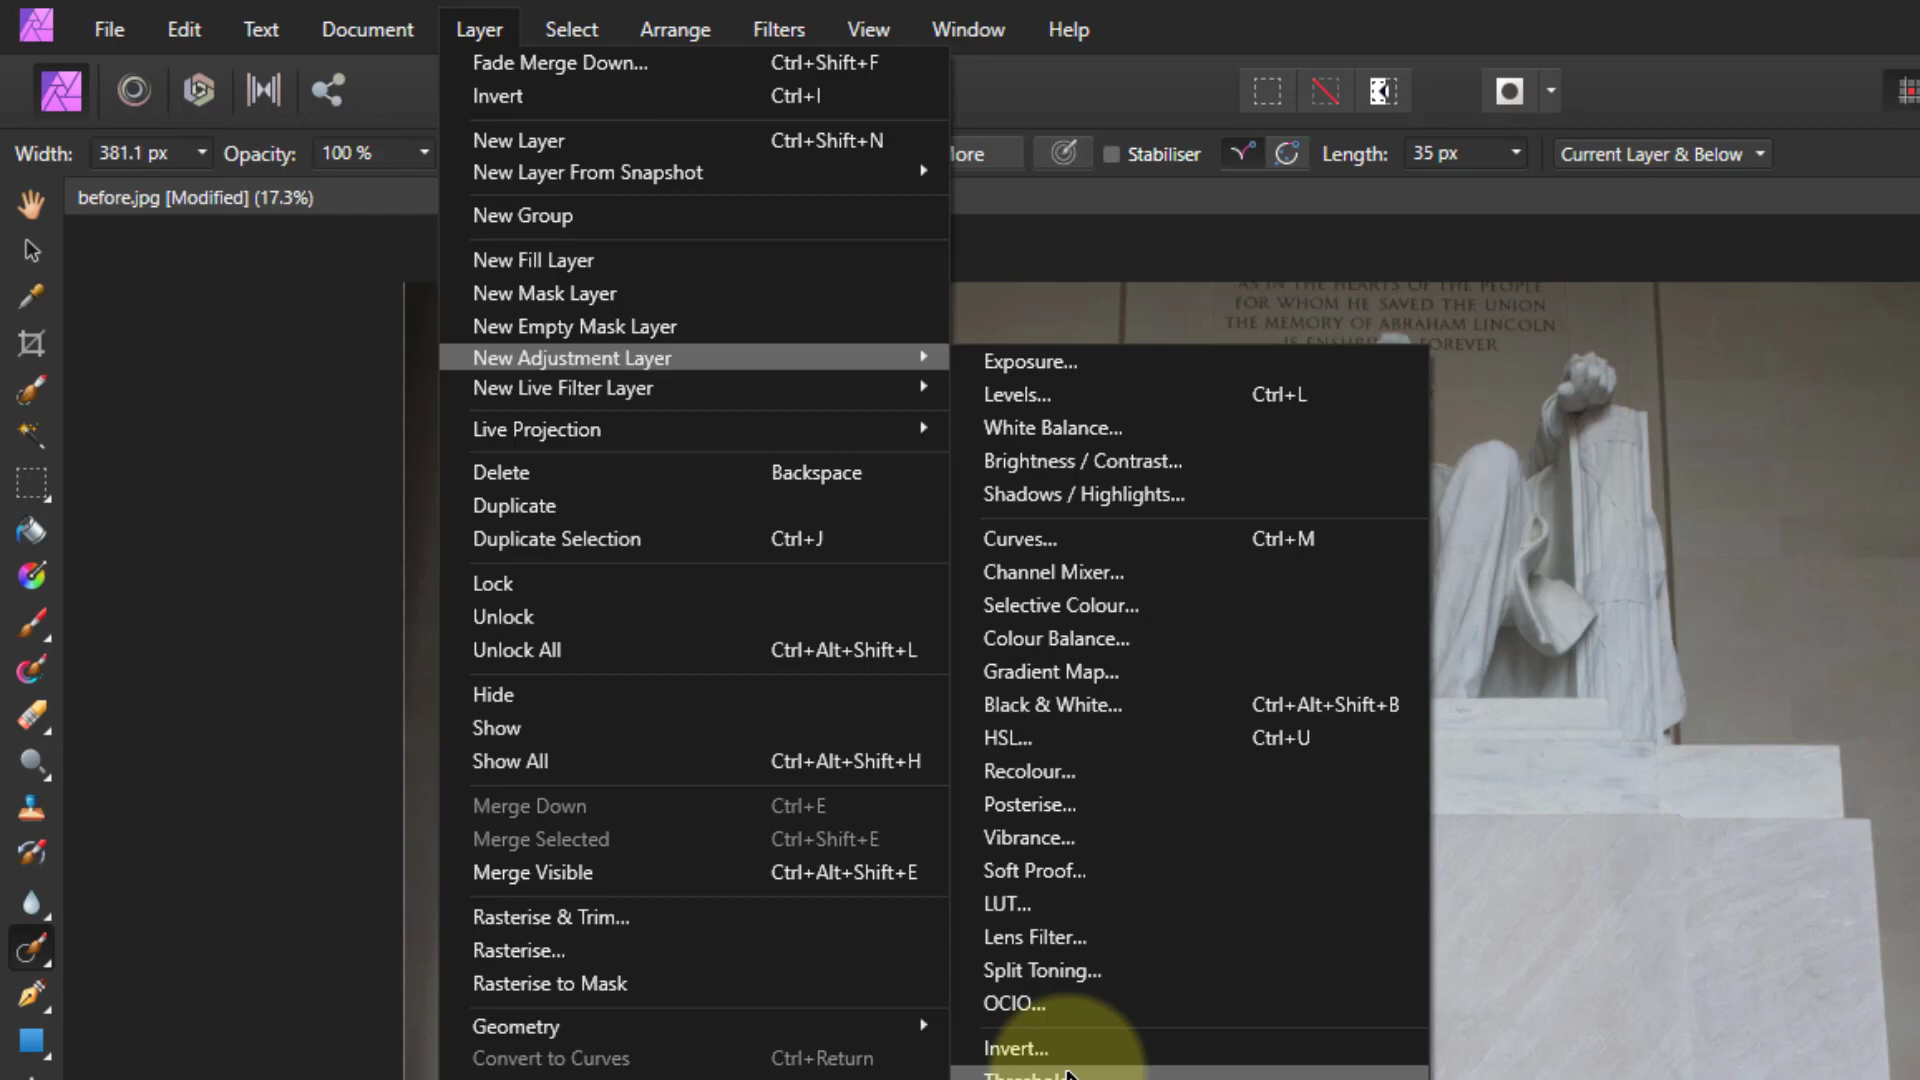 File Edit Text Document Layer Select Arrange Filters View Window Help
Width: 381.1 px Opacity: 100 % Stabiliser Length: 35 px Current Layer & Below
before.jpg [Modified] (17.3%)
Fade Merge Down... Ctrl+Shift+F
Invert Ctrl+I
New Layer Ctrl+Shift+N
New Layer From Snapshot
New Group
New Fill Layer
New Mask Layer
New Empty Mask Layer
New Adjustment Layer
New Live Filter Layer
Live Projection
Delete Backspace
Duplicate
Duplicate Selection Ctrl+J
Lock
Unlock
Unlock All Ctrl+Alt+Shift+L
Hide
Show
Show All Ctrl+Alt+Shift+H
Merge Down Ctrl+E
Merge Selected Ctrl+Shift+E
Merge Visible Ctrl+Alt+Shift+E
Rasterise & Trim...
Rasterise...
Rasterise to Mask
Geometry
Convert to Curves Ctrl+Return
Exposure...
Levels... Ctrl+L
White Balance...
Brightness / Contrast...
Shadows / Highlights...
Curves... Ctrl+M
Channel Mixer...
Selective Colour...
Colour Balance...
Gradient Map...
Black & White... Ctrl+Alt+Shift+B
HSL... Ctrl+U
Recolour...
Posterise...
Vibrance...
Soft Proof...
LUT...
Lens Filter...
Split Toning...
OCIO...
Invert...
AS IN THE HEARTS OF THE PEOPLE
FOR WHOM HE SAVED THE UNION
THE MEMORY OF ABRAHAM LINCOLN
IS FOREVER